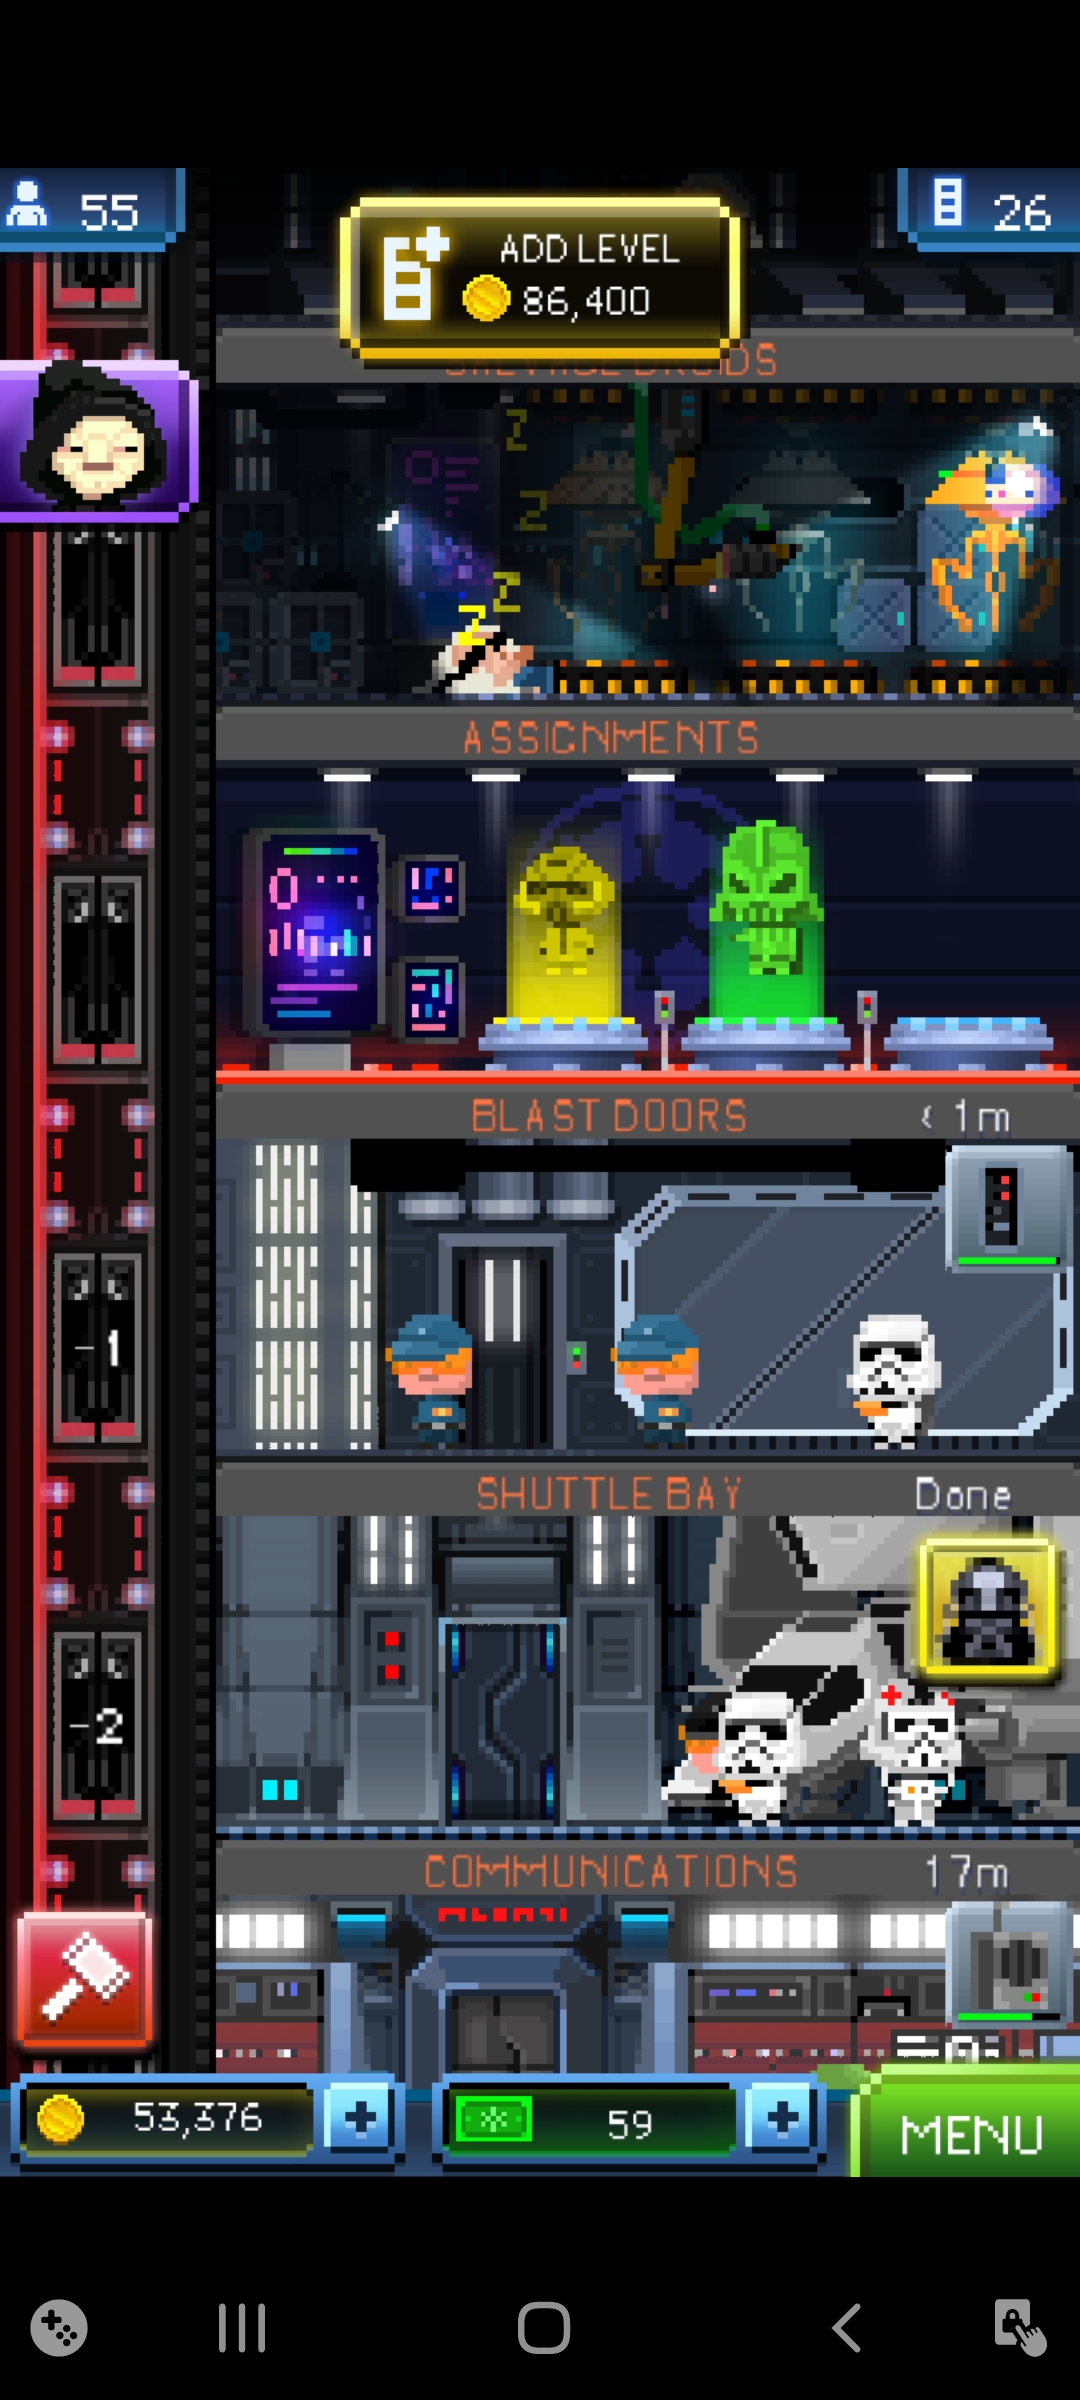 55
ADD LEVEL
86,400
26
DROIDS
Z
Z
Z
Z
ASSIGNMENTS
BLAST DOORS
< 1m
-1
SHUTTLE BAY
Done
-2
COMMUNICATIONS
17m
53,376
59
MENU